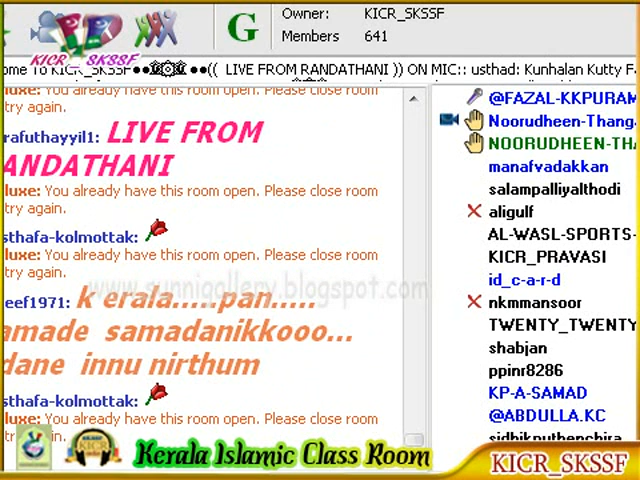 KICR_SKSSF
G
Owner: KICR_SKSSF
Members 641
ome To KICR_SKSSF●●۞۞●●(( LIVE FROM RANDATHANI )) ON MIC:: usthad: Kunhalan Kutty F
luxe: You already have this room open. Please close room
try again.
rafuthayyil1: LIVE FROM
ANDATHANI
luxe: You already have this room open. Please close room
try again.
sthafa-kolmottak:
luxe: You already have this room open. Please close room
try again.
www.sunnigallery.blogspot.com
eef1971: k erala.....pan.....
amade samadanikkooo...
dane innu nirthum
sthafa-kolmottak:
luxe: You already have this room open. Please close room
try again.
@FAZAL-KKPURAM
Noorudheen-Thang
NOORUDHEEN-THA
manafvadakkan
salampalliyalthodi
aligulf
AL-WASL-SPORTS-
KICR_PRAVASI
id_c-a-r-d
nkmmansoor
TWENTY_TWENTY
shabjan
ppinr8286
KP-A-SAMAD
@ABDULLA.KC
sidhikputhenchira
Kerala Islamic Class Room
KICR_SKSSF